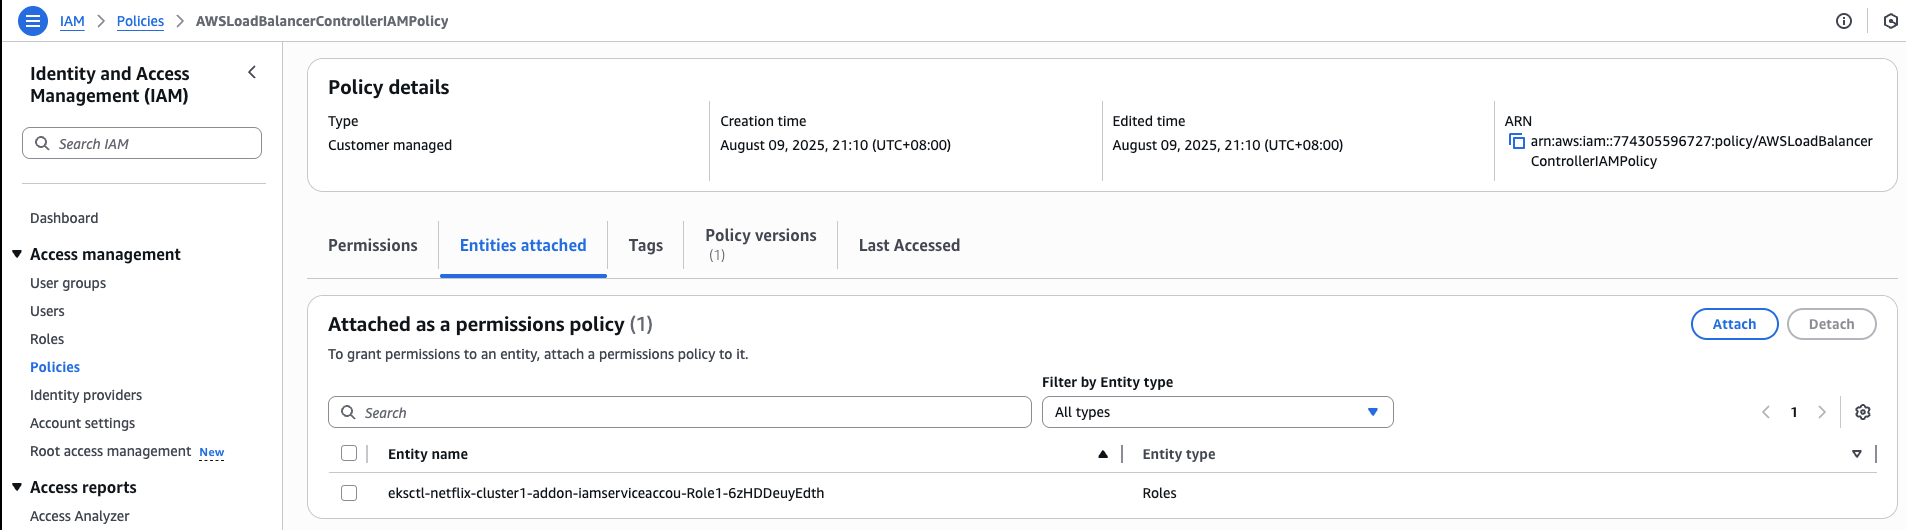 IAM > Policies > AWSLoadBalancerControllerIAMPolicy
Identity and Access
Management (IAM)
Search IAM
Dashboard
Access management
User groups
Users
Roles
Policies
Identity providers
Account settings
Root access management New
Access reports
Access Analyzer
Policy details
Type
Customer managed
Creation time
August 09, 2025, 21:10 (UTC+08:00)
Edited time
August 09, 2025, 21:10 (UTC+08:00)
ARN
arn:aws:iam::774305596727:policy/AWSLoadBalancer
ControllerIAMPolicy
Permissions
Entities attached
Tags
Policy versions
(1)
Last Accessed
Attached as a permissions policy (1)
Attach
Detach
To grant permissions to an entity, attach a permissions policy to it.
Filter by Entity type
Search
All types
1
Entity name
Entity type
eksctl-netflix-cluster1-addon-iamserviceaccou-Role1-6zHDDeuyEdth
Roles